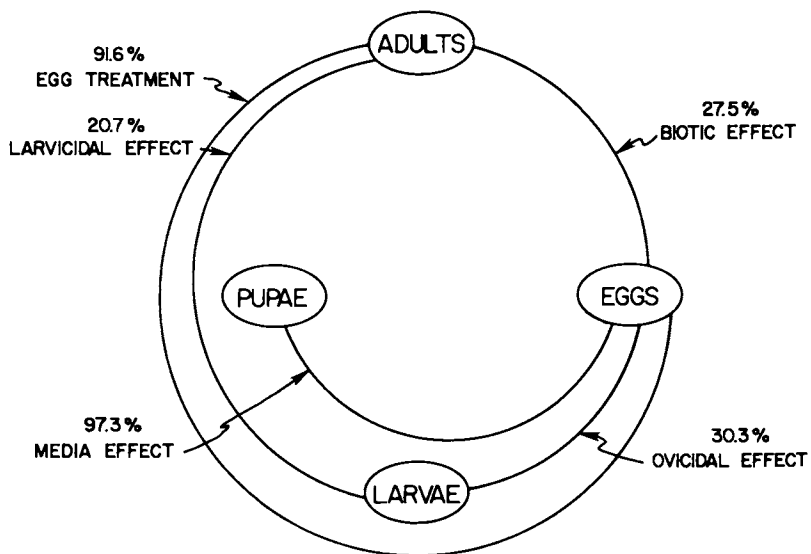 ADULTS
91.6%
EGG TREATMENT
20.7%
LARVICIDAL EFFECT
27.5%
BIOTIC EFFECT
PUPAE
EGGS
97.3%
MEDIA EFFECT
30.3%
OVICIDAL EFFECT
LARVAE